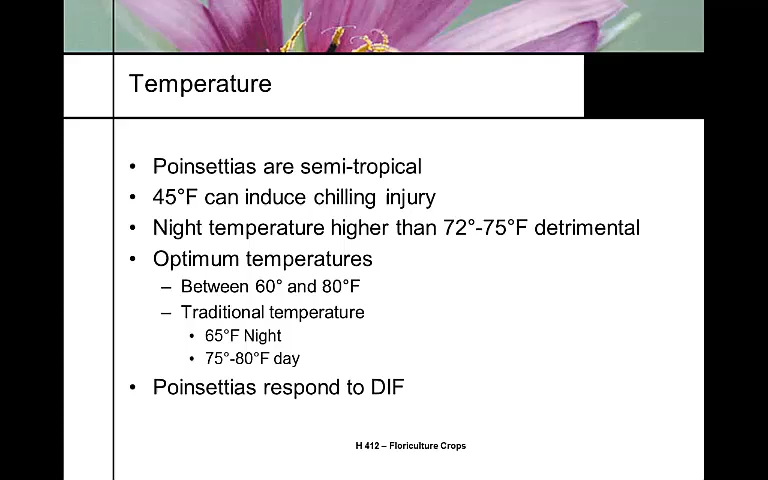 Temperature
• Poinsettias are semi-tropical
• 45°F can induce chilling injury
• Night temperature higher than 72°-75°F detrimental
• Optimum temperatures
– Between 60° and 80°F
– Traditional temperature
• 65°F Night
• 75°-80°F day
• Poinsettias respond to DIF
H 412 – Floriculture Crops